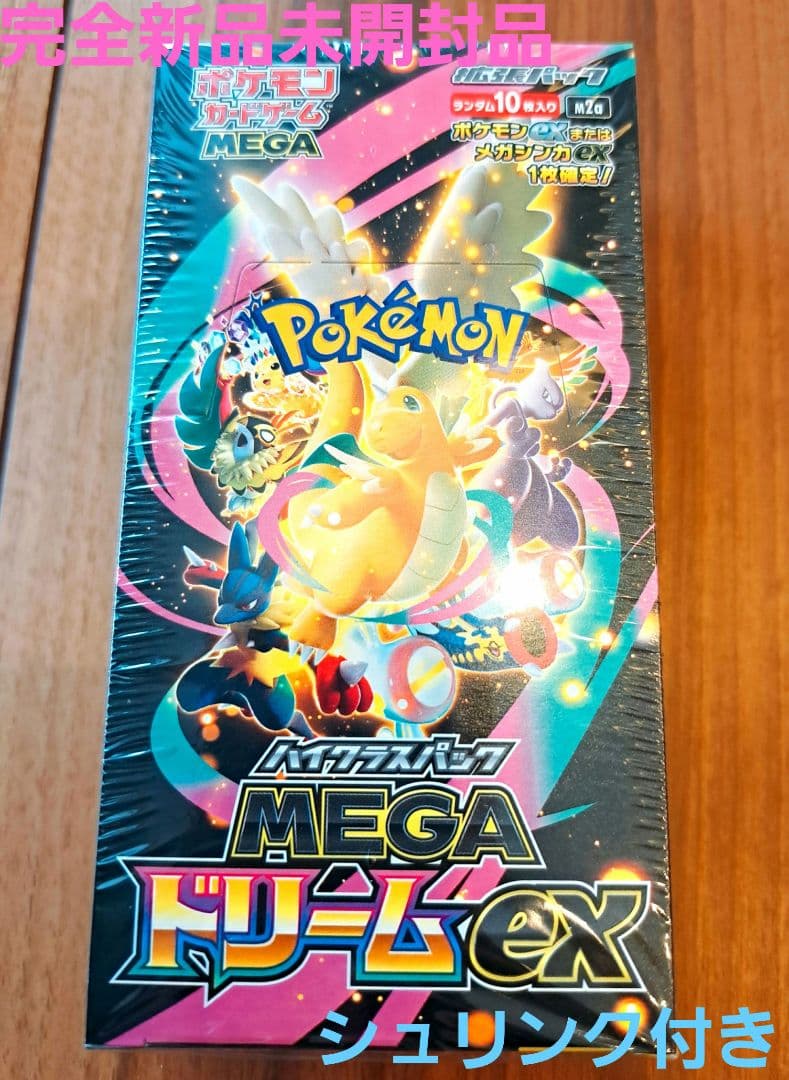 完全新品未開封品
ポケモン
カードゲーム
MEGA
拡張パック
ランダム10枚入り M2a
ポケモンexまたは
メガシンカex
1枚確定!
POKéMON
ハイクラスパック
MEGA
ドリームex
シュリンク付き